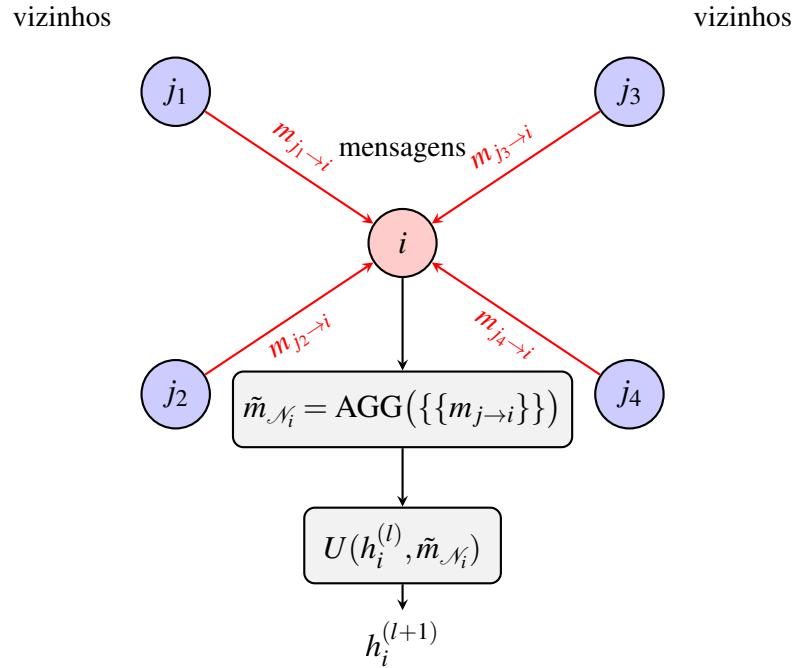 vizinhos vizinhos
j₁ j₃
m_{j₁→i} mensagens m_{j₃→i}
i
m_{j₂→i} m_{j₄→i}
j₂ j₄
m̃_{𝒩_i} = AGG({{m_{j→i}}})
U(h_i^{(l)}, m̃_{𝒩_i})
h_i^{(l+1)}